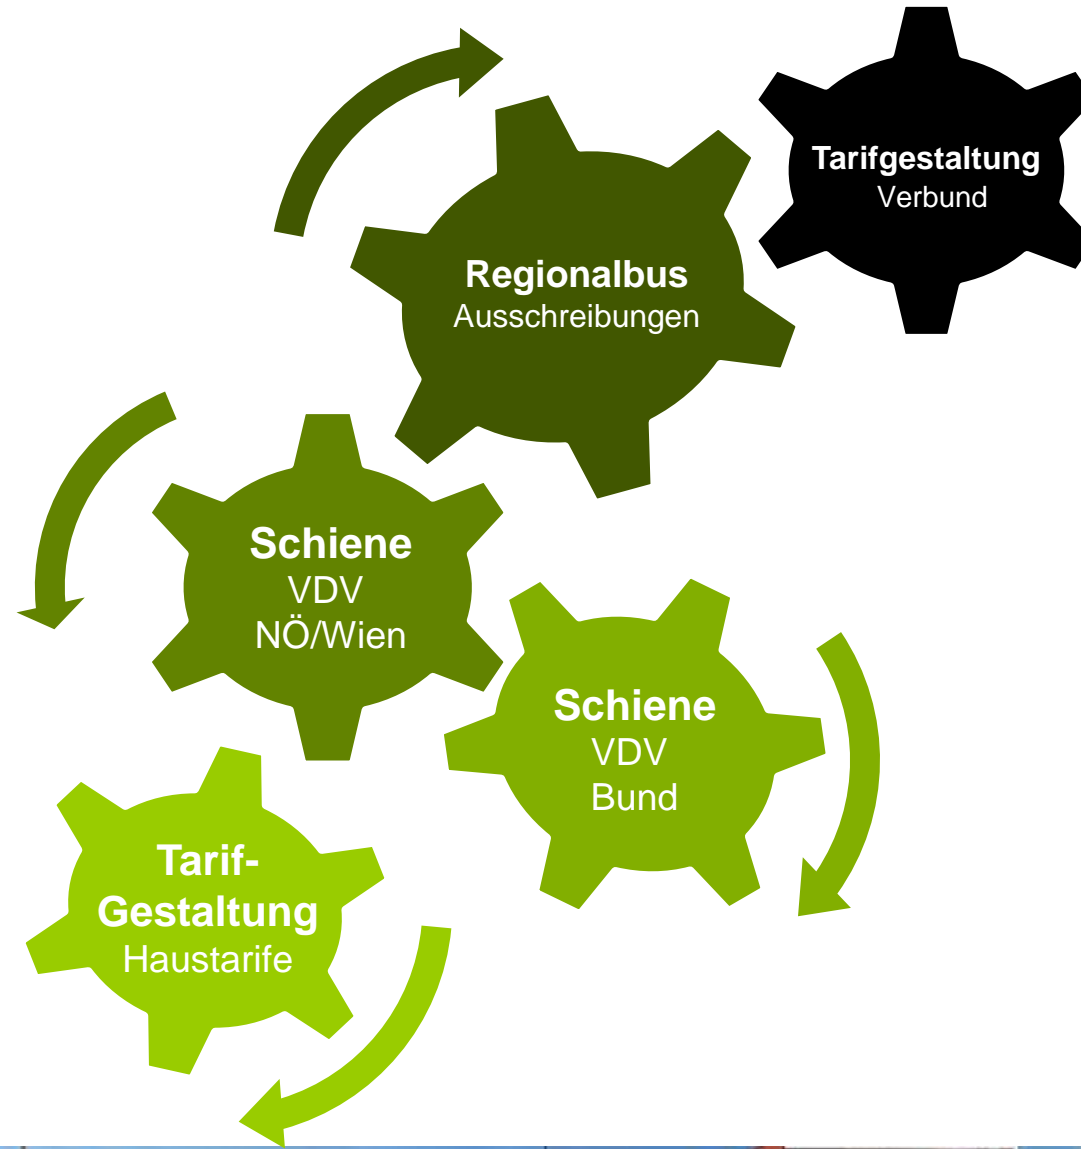 Tarifgestaltung
Verbund
Regionalbus
Ausschreibungen
Schiene
VDV
NÖ/Wien
Schiene
VDV
Bund
Tarif-
Gestaltung
Haustarife